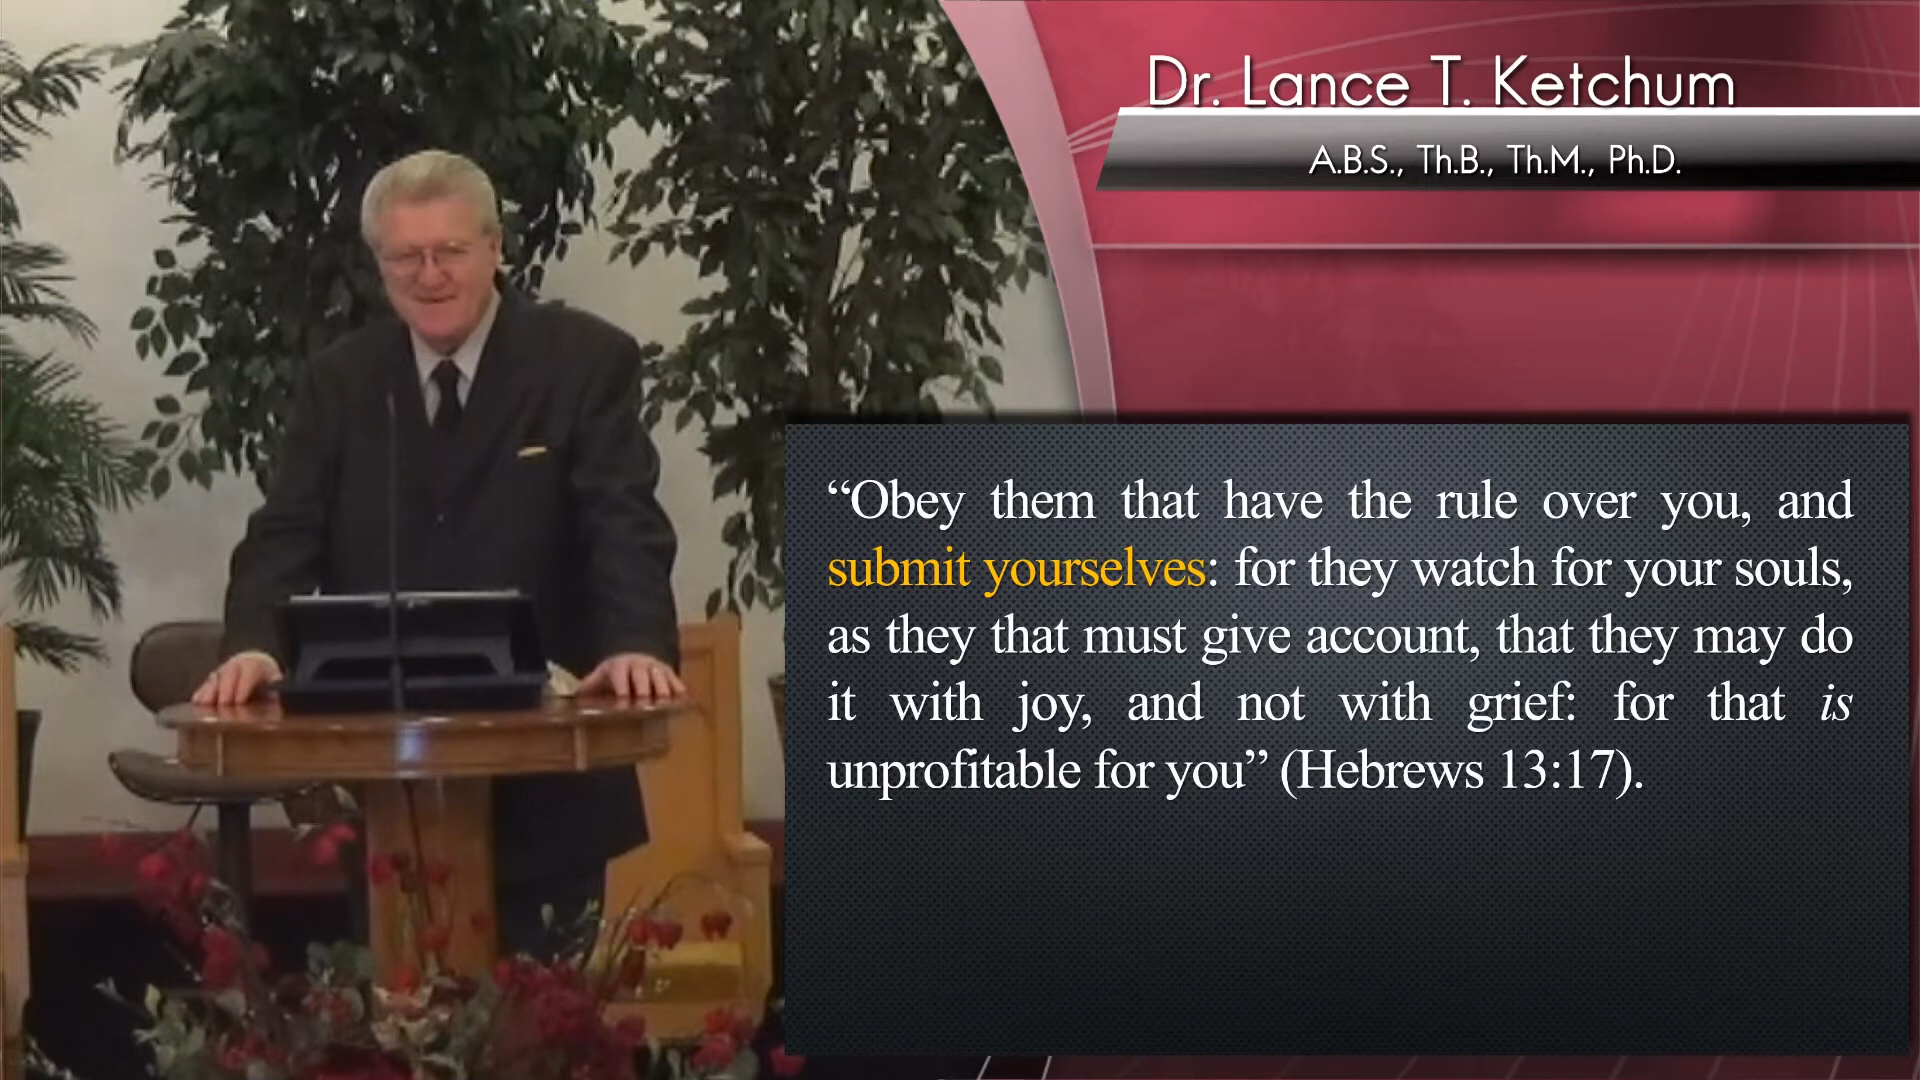 Dr. Lance T. Ketchum
A.B.S., Th.B., Th.M., Ph.D.
“Obey them that have the rule over you, and
submit yourselves: for they watch for your souls,
as they that must give account, that they may do
it with joy, and not with grief: for that is
unprofitable for you” (Hebrews 13:17).